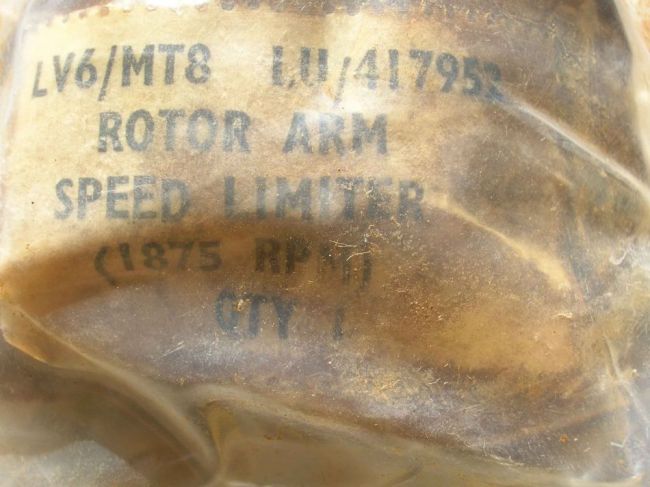 LV6/MT8 LU/417952
ROTOR ARM
SPEED LIMITER
(1875 RPM)
QTY 1